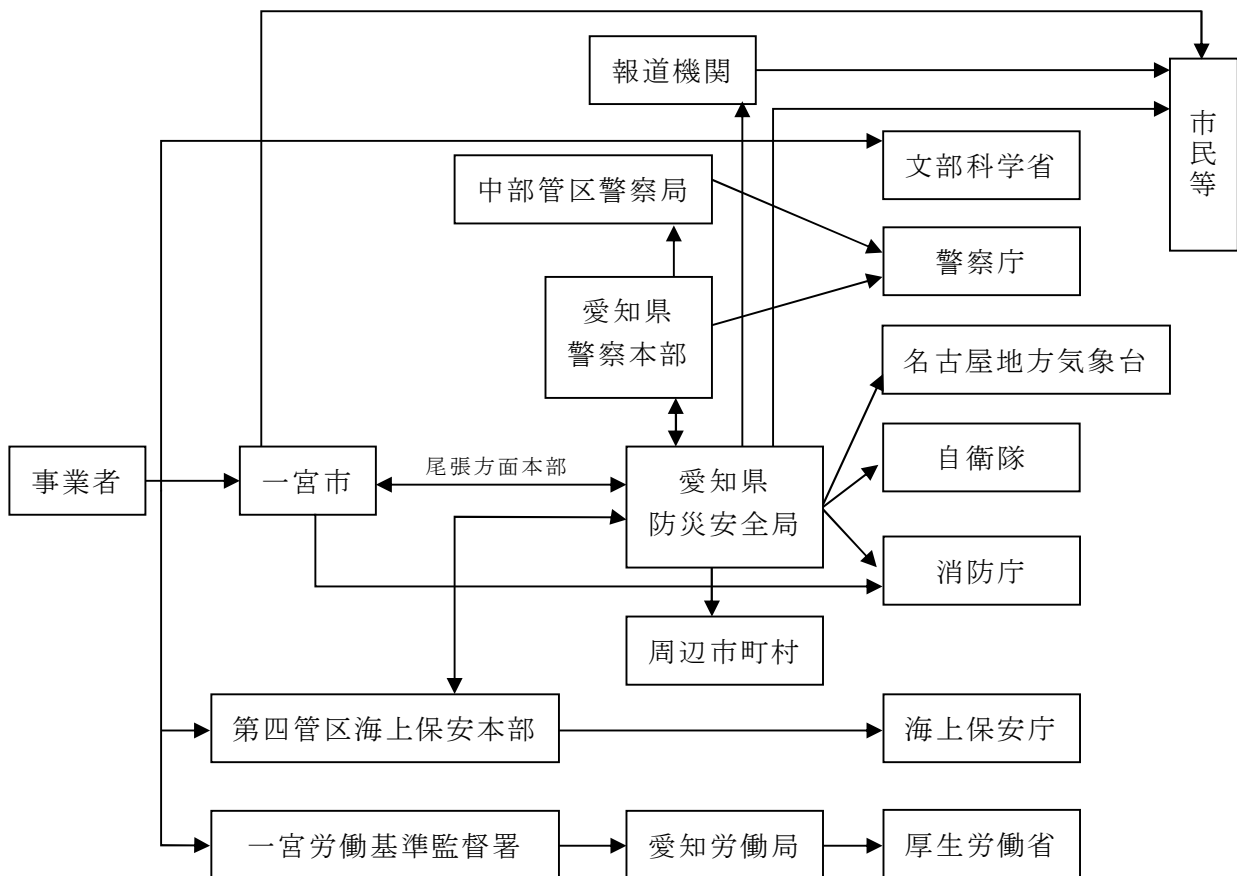 報道機関
市民等
文部科学省
中部管区警察局
警察庁
愛知県
警察本部
名古屋地方気象台
事業者
一宮市
尾張方面本部
愛知県
防災安全局
自衛隊
消防庁
周辺市町村
第四管区海上保安本部
海上保安庁
一宮労働基準監督署
愛知労働局
厚生労働省